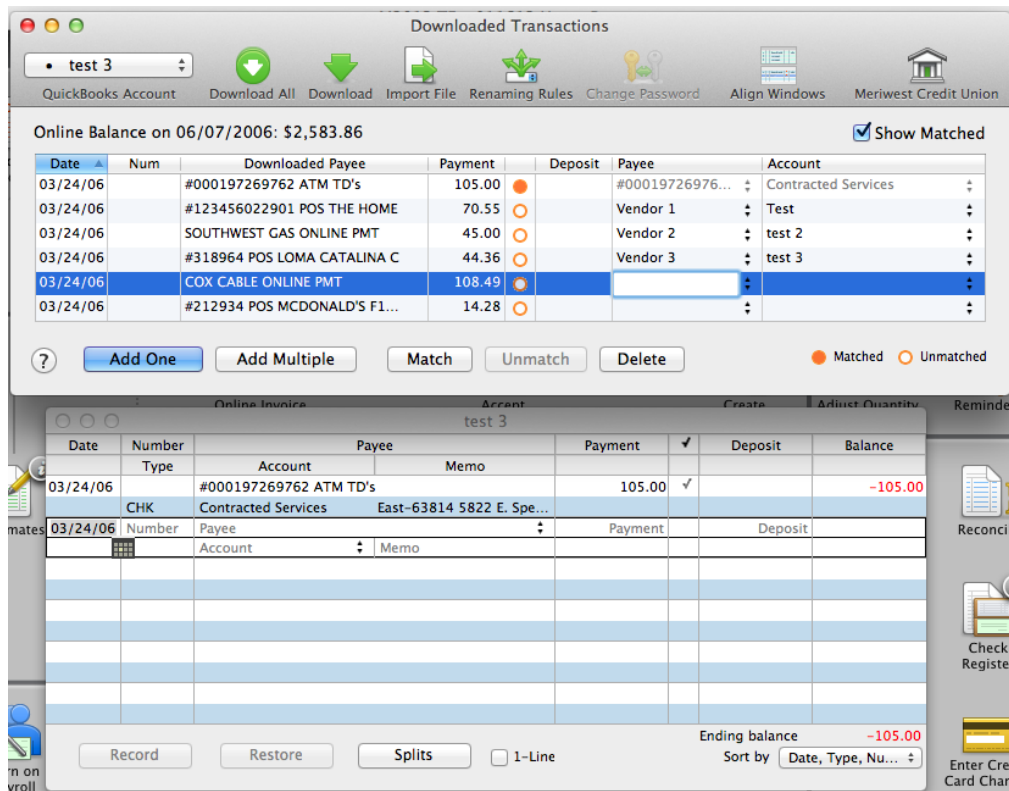 Downloaded Transactions
test 3
QuickBooks Account Download All Download Import File Renaming Rules Change Password Align Windows Meriwest Credit Union
Online Balance on 06/07/2006: $2,583.86 Show Matched
Date Num Downloaded Payee Payment Deposit Payee Account
03/24/06 #000197269762 ATM TD's 105.00 #00019726976... Contracted Services
03/24/06 #123456022901 POS THE HOME 70.55 Vendor 1 Test
03/24/06 SOUTHWEST GAS ONLINE PMT 45.00 Vendor 2 test 2
03/24/06 #318964 POS LOMA CATALINA C 44.36 Vendor 3 test 3
03/24/06 COX CABLE ONLINE PMT 108.49
03/24/06 #212934 POS MCDONALD'S F1... 14.28
? Add One Add Multiple Match Unmatch Delete Matched Unmatched
Online Invoice Accept Create Adjust Quantity Reminde
test 3
Date Number Payee Payment Deposit Balance
Type Account Memo
03/24/06 #000197269762 ATM TD's 105.00 -105.00
CHK Contracted Services East-63814 5822 E. Spe...
mates 03/24/06 Number Payee Payment Deposit Reconci
Account Memo
Check
Registe
Ending balance -105.00
Record Restore Splits 1-Line Sort by Date, Type, Nu...
rn on Enter Cre
yroll Card Char